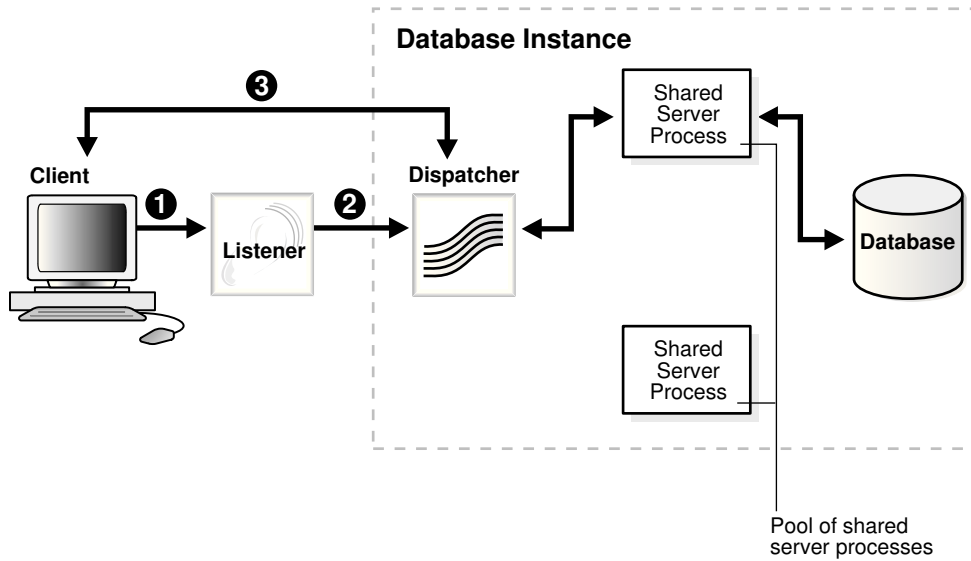 Database Instance
3
Shared
Server
Process
Client
Dispatcher
1
2
Listener
Database
Shared
Server
Process
Pool of shared
server processes